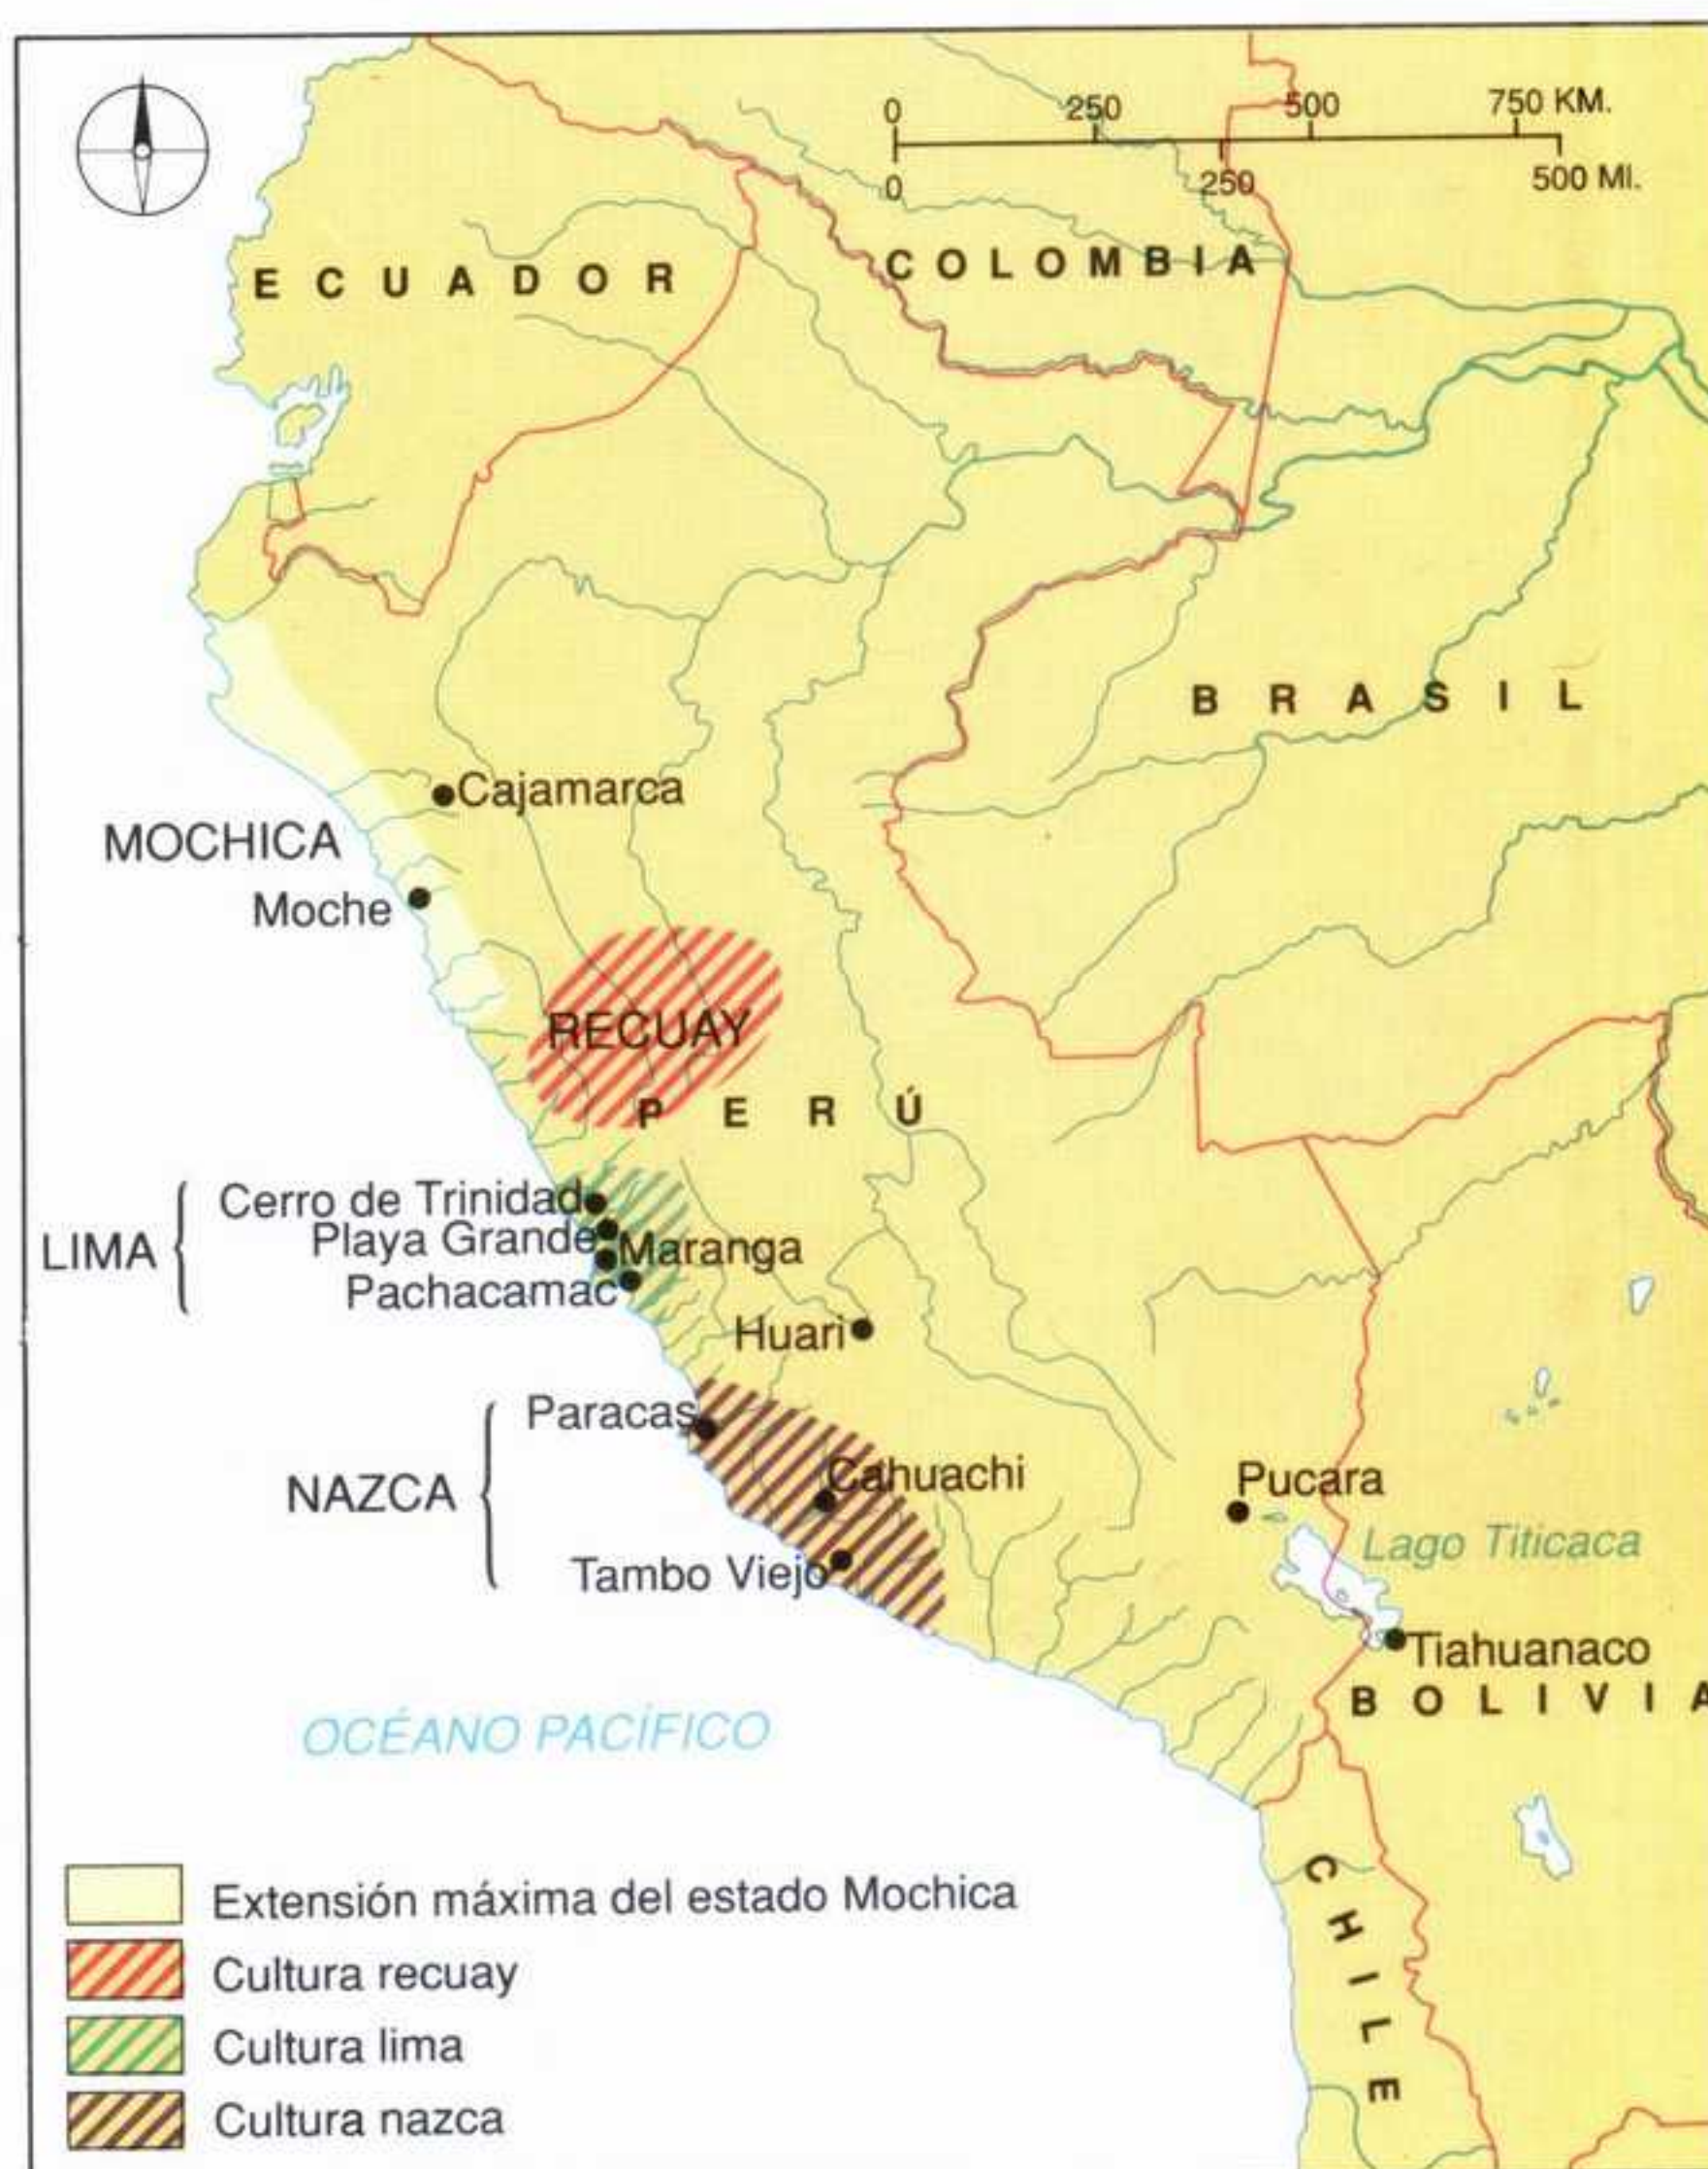 0 250 500 750 KM.
0 250 500 MI.
ECUADOR
COLOMBIA
BRASIL
Cajamarca
MOCHICA
Moche
RECUAY
PERÚ
Cerro de Trinidad
Playa Grande
LIMA
Maranga
Pachacamac
Huari
Paracas
Cahuachi
NAZCA
Pucara
Lago Titicaca
Tambo Viejo
Tiahuanaco
BOLIVIA
OCÉANO PACÍFICO
CHILE
Extensión máxima del estado Mochica
Cultura recuay
Cultura lima
Cultura nazca